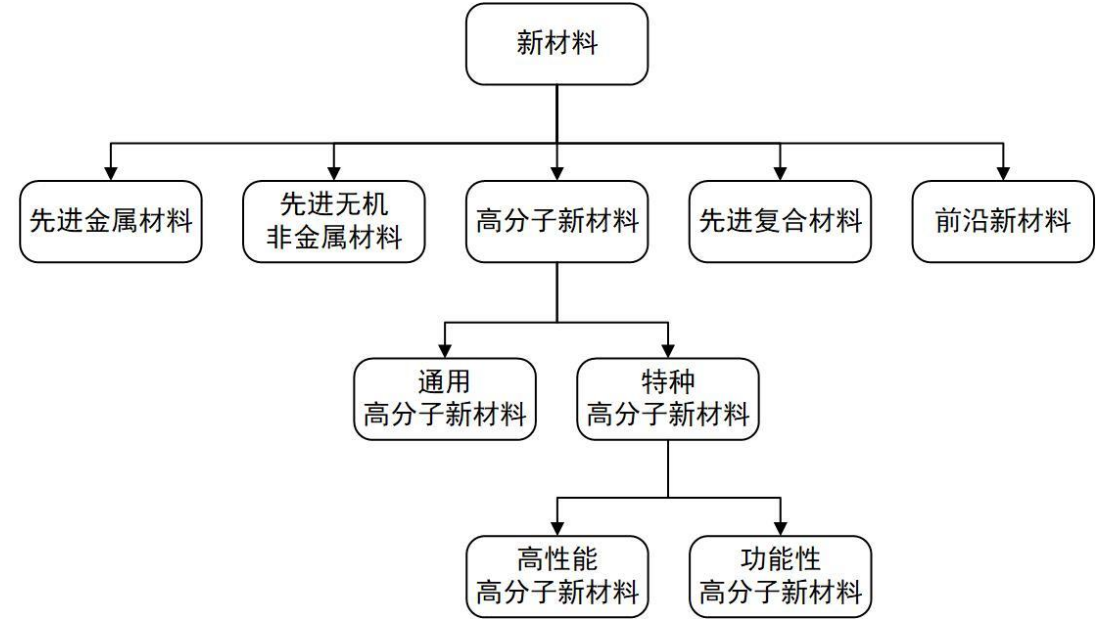 新材料
先进金属材料
先进无机
非金属材料
高分子新材料
先进复合材料
前沿新材料
通用
高分子新材料
特种
高分子新材料
高性能
高分子新材料
功能性
高分子新材料